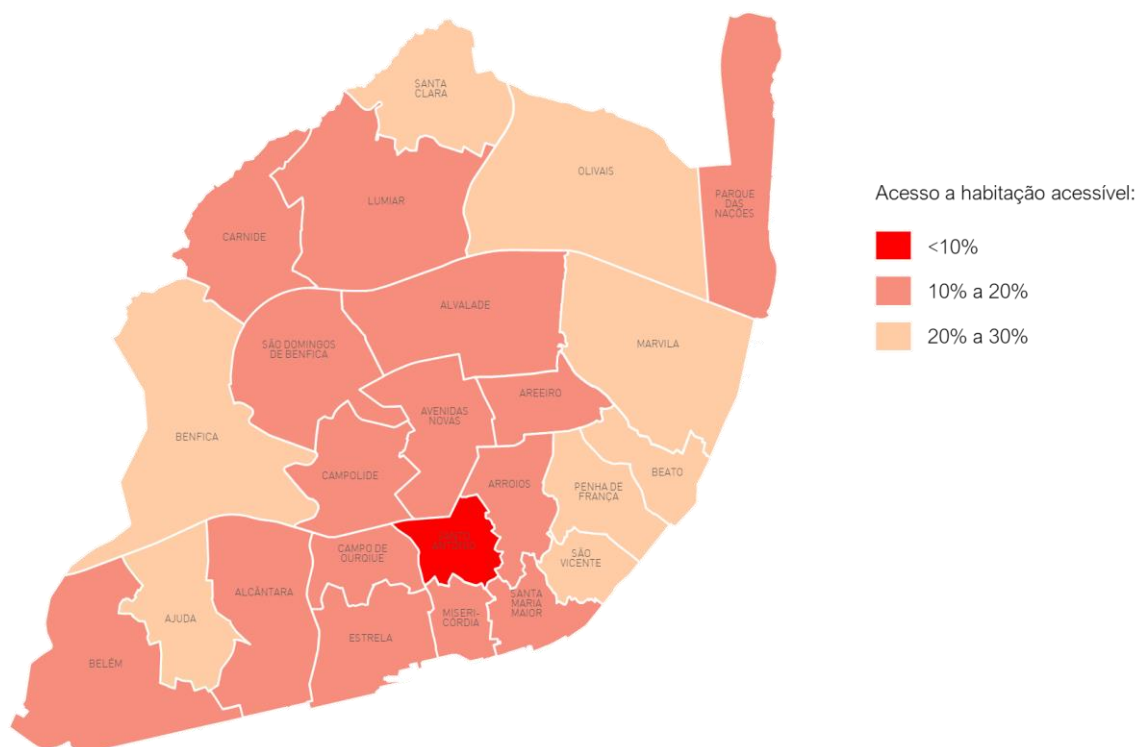 SANTA
CLARA
OLIVAIS
PARQUE
DAS
NACÕES
LUMIAR
CARNIDE
ALVALADE
SÃO DOMINGOS
DE BENFICA
MARVILA
AREEIRO
AVENIDAS
NOVAS
BENFICA
CAMPOLIDE
ARROIOS
PENHA DE
FRANÇA
BEATO
CAMPO DE
OURQIUE
SÃO
VICENTE
ALCÂNTARA
SANTA
MARIA
MAIOR
MISERI-
CÓRDIA
AJUDA
ESTRELA
BELÉM
Acesso a habitação acessível:
<10%
10% a 20%
20% a 30%